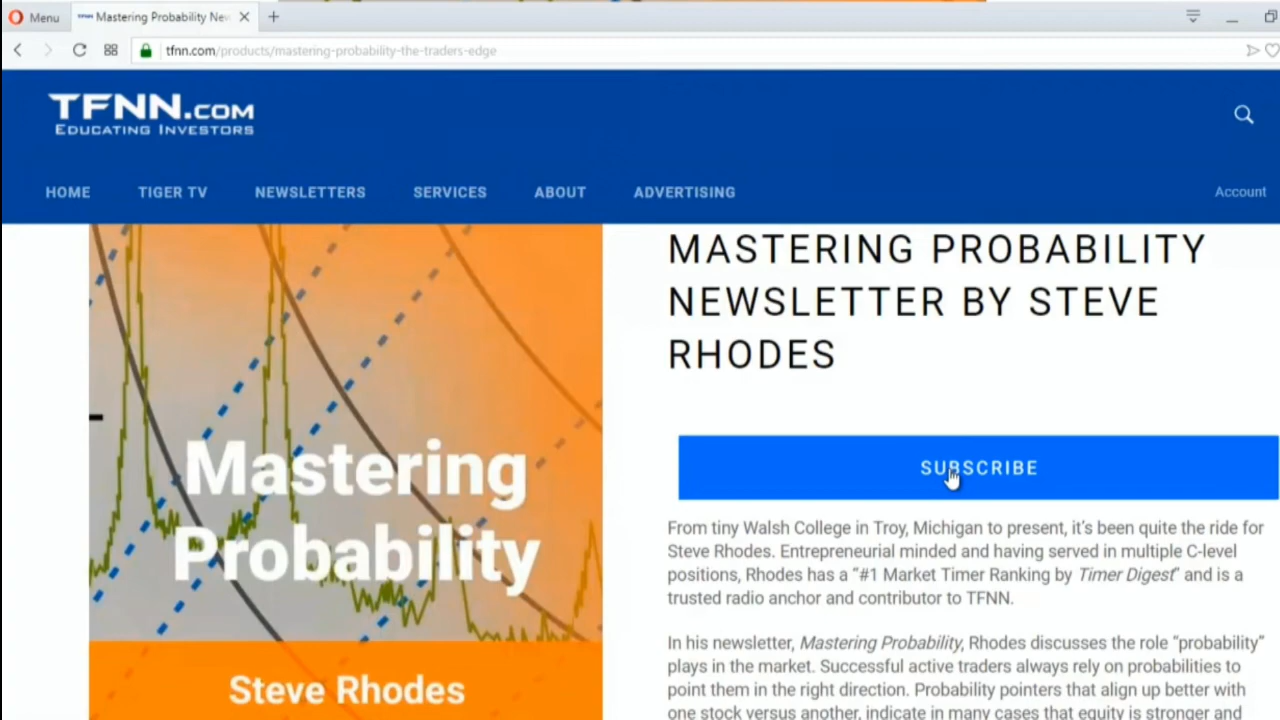 Menu
TFNN Mastering Probability New
tfnn.com/products/mastering-probability-the-traders-edge
TFNN.COM
EDUCATING INVESTORS
HOME TIGER TV NEWSLETTERS SERVICES ABOUT ADVERTISING Account
MASTERING PROBABILITY
NEWSLETTER BY STEVE
RHODES
Mastering
Probability
Steve Rhodes
SUBSCRIBE
From tiny Walsh College in Troy, Michigan to present, it's been quite the ride for
Steve Rhodes. Entrepreneurial minded and having served in multiple C-level
positions, Rhodes has a “#1 Market Timer Ranking by Timer Digest” and is a
trusted radio anchor and contributor to TFNN.
In his newsletter, Mastering Probability, Rhodes discusses the role “probability”
plays in the market. Successful active traders always rely on probabilities to
point them in the right direction. Probability pointers that align up better with
one stock versus another, indicate in many cases that equity is stronger and